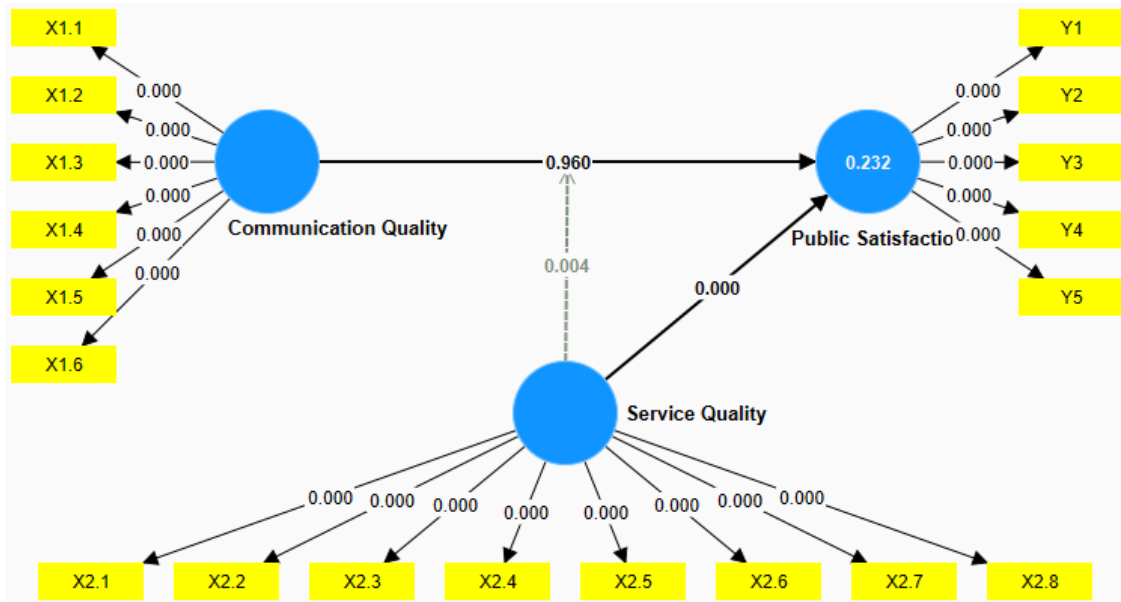 X1.1
X1.2
X1.3
X1.4
X1.5
X1.6
0.000
0.000
0.000
0.000
0.000
0.000
Communication Quality
0.960
0.004
0.000
0.232
Public Satisfactio
0.000
0.000
0.000
0.000
0.000
Y1
Y2
Y3
Y4
Y5
Service Quality
0.000
0.000
0.000
0.000
0.000
0.000
0.000
0.000
X2.1
X2.2
X2.3
X2.4
X2.5
X2.6
X2.7
X2.8